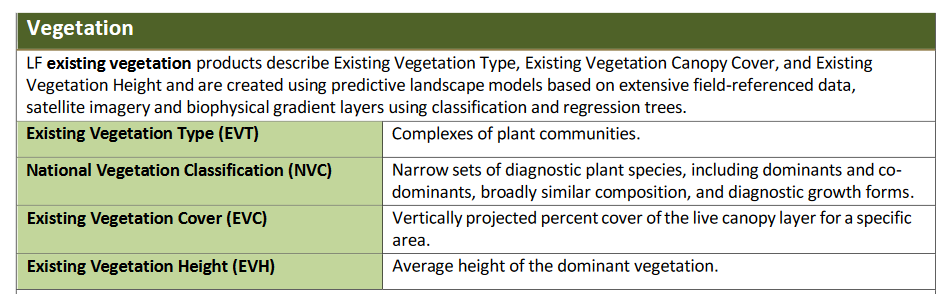 Vegetation
LF existing vegetation products describe Existing Vegetation Type, Existing Vegetation Canopy Cover, and Existing
Vegetation Height and are created using predictive landscape models based on extensive field-referenced data,
satellite imagery and biophysical gradient layers using classification and regression trees.
Existing Vegetation Type (EVT) Complexes of plant communities.
National Vegetation Classification (NVC) Narrow sets of diagnostic plant species, including dominants and co-
dominants, broadly similar composition, and diagnostic growth forms.
Existing Vegetation Cover (EVC) Vertically projected percent cover of the live canopy layer for a specific
area.
Existing Vegetation Height (EVH) Average height of the dominant vegetation.